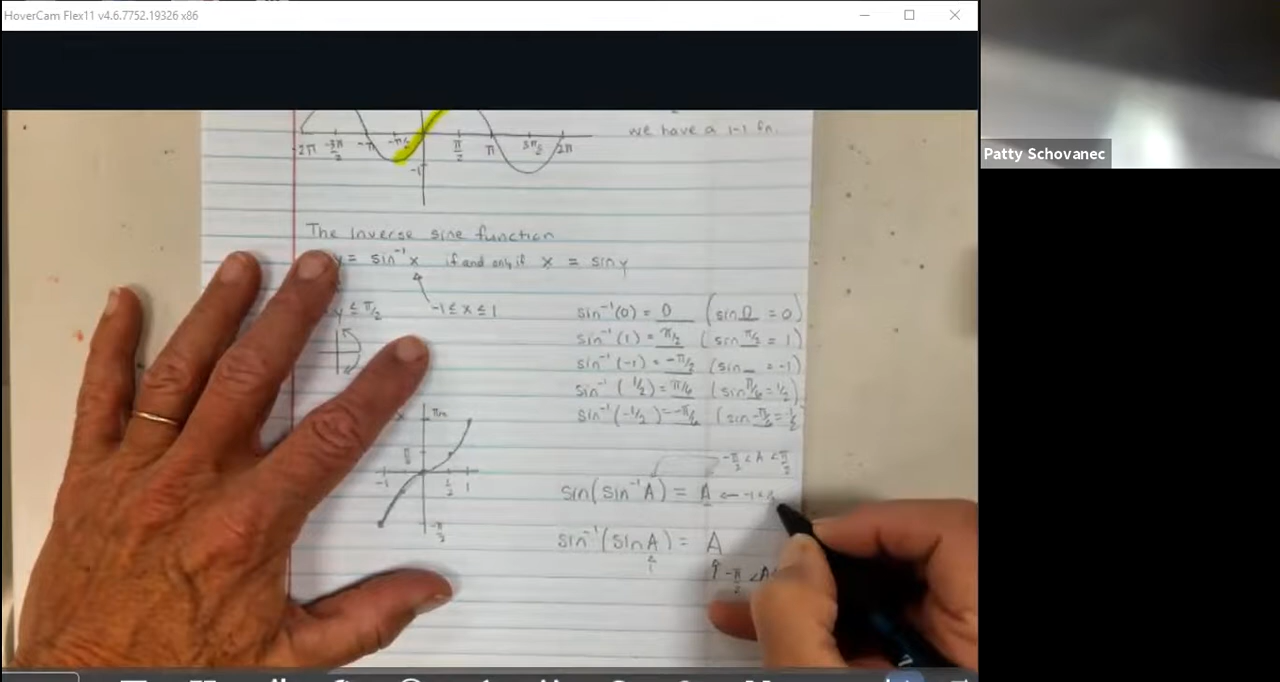 HoverCam Flex11 v4.6.7752.19326 x86
we have a 1-1 fn.
2π -3π/2 -π -π/2 π/2 π 3π/2 2π
-1
Patty Schovanec
The Inverse sine function
y = sin⁻¹x if and only if x = sin y
y ≤ π/2
-1 ≤ x ≤ 1
sin⁻¹(0) = 0 (sin 0 = 0)
sin⁻¹(1) = π/2 (sin π/2 = 1)
sin⁻¹(-1) = -π/2 (sin _ = -1)
sin⁻¹(1/2) = π/6 (sin π/6 = 1/2)
sin⁻¹(-1/2) = -π/6
-1 1/2 1
-π/2 < A < π/2
sin(sin⁻¹A) = A
sin⁻¹(sin A) = A
-π/2 < A